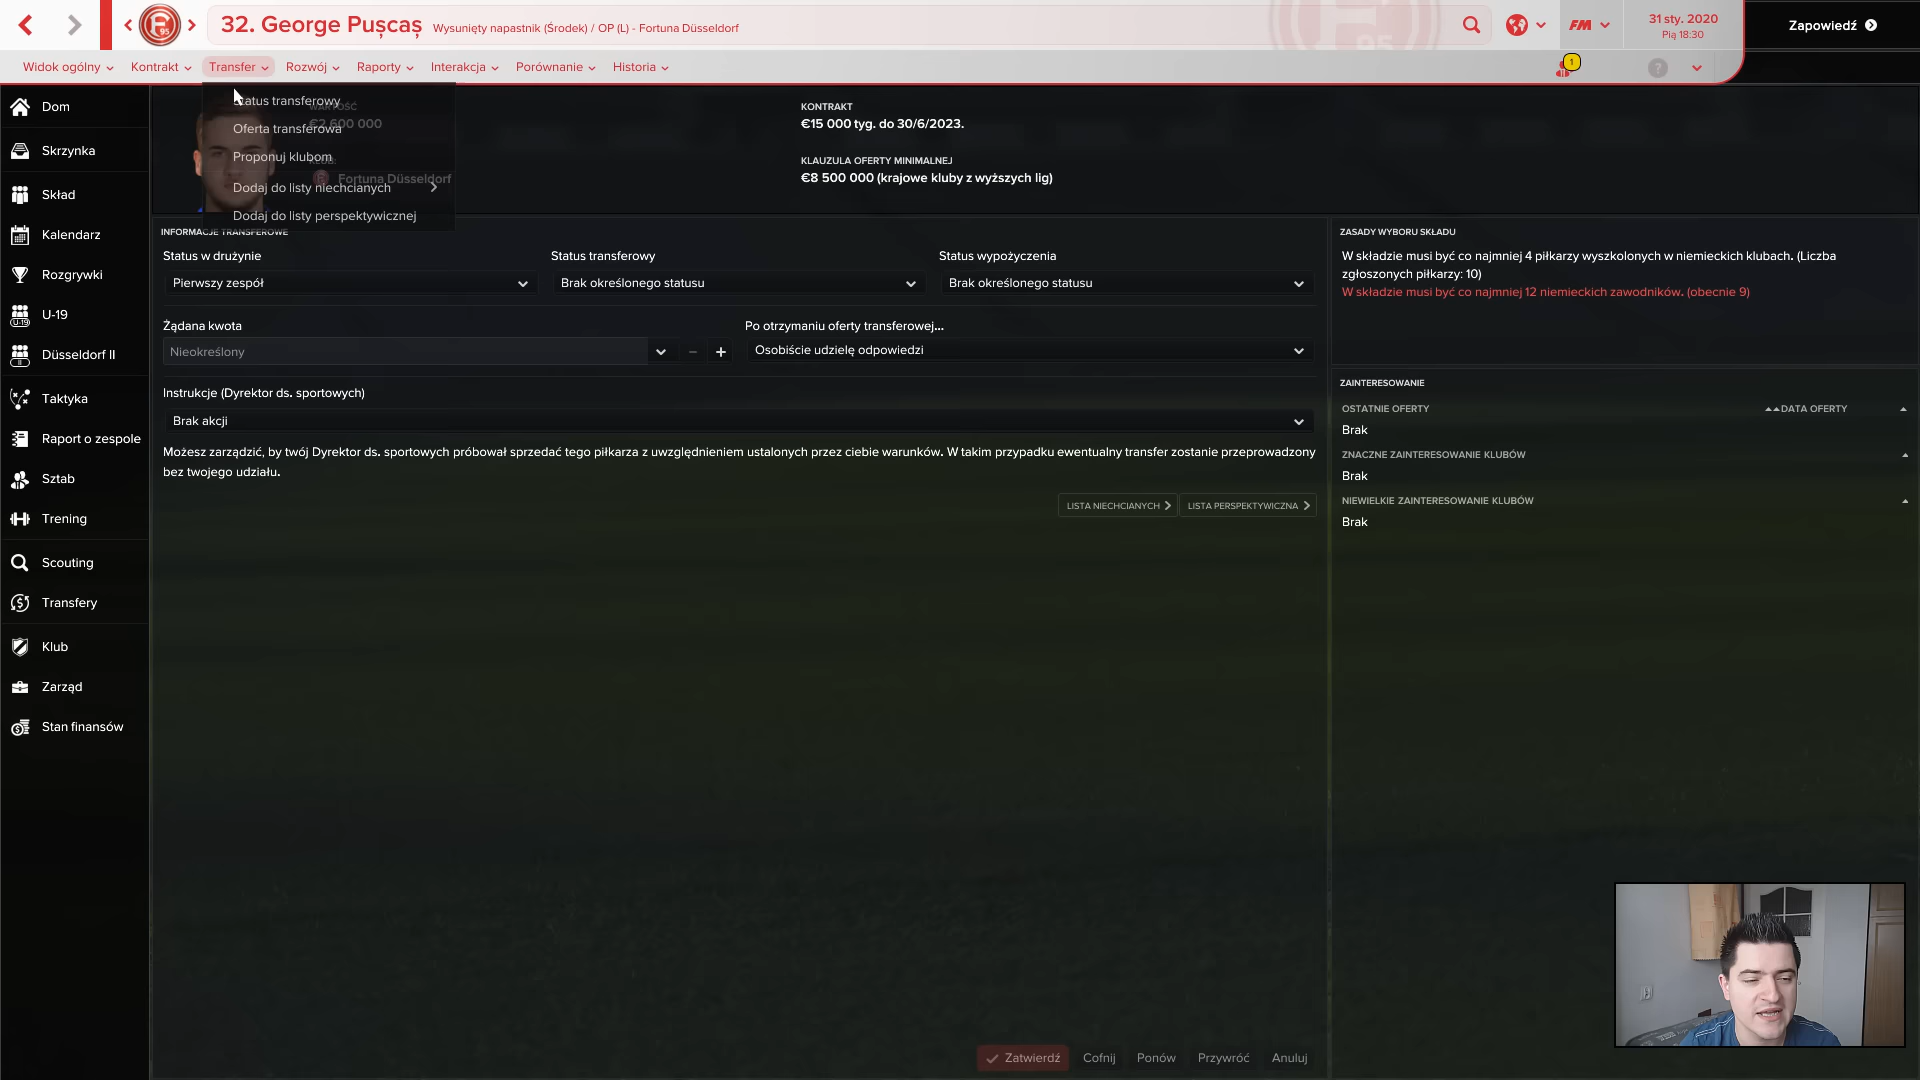 32. George Pușcaș
Wysunięty napastnik (Środek) / OP (L) - Fortuna Düsseldorf
FM
31 sty. 2020
Pią 18:30
Zapowiedź
Widok ogólny
Kontrakt
Transfer
Rozwój
Raporty
Interakcja
Porównanie
Historia
1
?
Dom
Skrzynka
Skład
Kalendarz
Rozgrywki
U-19
Düsseldorf II
Taktyka
Raport o zespole
Sztab
Trening
Scouting
Transfery
Klub
Zarząd
Stan finansów
Status transferowy
Oferta transferowa
Proponuj klubom
Dodaj do listy niechcianych
Dodaj do listy perspektywicznej
WARTOŚĆ
€2 600 000
Fortuna Düsseldorf
KONTRAKT
€15 000 tyg. do 30/6/2023.
KLAUZULA OFERTY MINIMALNEJ
€8 500 000 (krajowe kluby z wyższych lig)
INFORMACJE TRANSFEROWE
Status w drużynie
Status transferowy
Status wypożyczenia
Pierwszy zespół
Brak określonego statusu
Brak określonego statusu
Żądana kwota
Po otrzymaniu oferty transferowej...
Nieokreślony
Osobiście udzielę odpowiedzi
Instrukcje (Dyrektor ds. sportowych)
Brak akcji
Możesz zarządzić, by twój Dyrektor ds. sportowych próbował sprzedać tego piłkarza z uwzględnieniem ustalonych przez ciebie warunków. W takim przypadku ewentualny transfer zostanie przeprowadzony
bez twojego udziału.
LISTA NIECHCIANYCH
LISTA PERSPEKTYWICZNA
ZASADY WYBORU SKŁADU
W składzie musi być co najmniej 4 piłkarzy wyszkolonych w niemieckich klubach. (Liczba
zgłoszonych piłkarzy: 10)
W składzie musi być co najmniej 12 niemieckich zawodników. (obecnie 9)
ZAINTERESOWANIE
OSTATNIE OFERTY
DATA OFERTY
Brak
ZNACZNE ZAINTERESOWANIE KLUBÓW
Brak
NIEWIELKIE ZAINTERESOWANIE KLUBÓW
Brak
Zatwierdź
Cofnij
Ponów
Przywróć
Anuluj